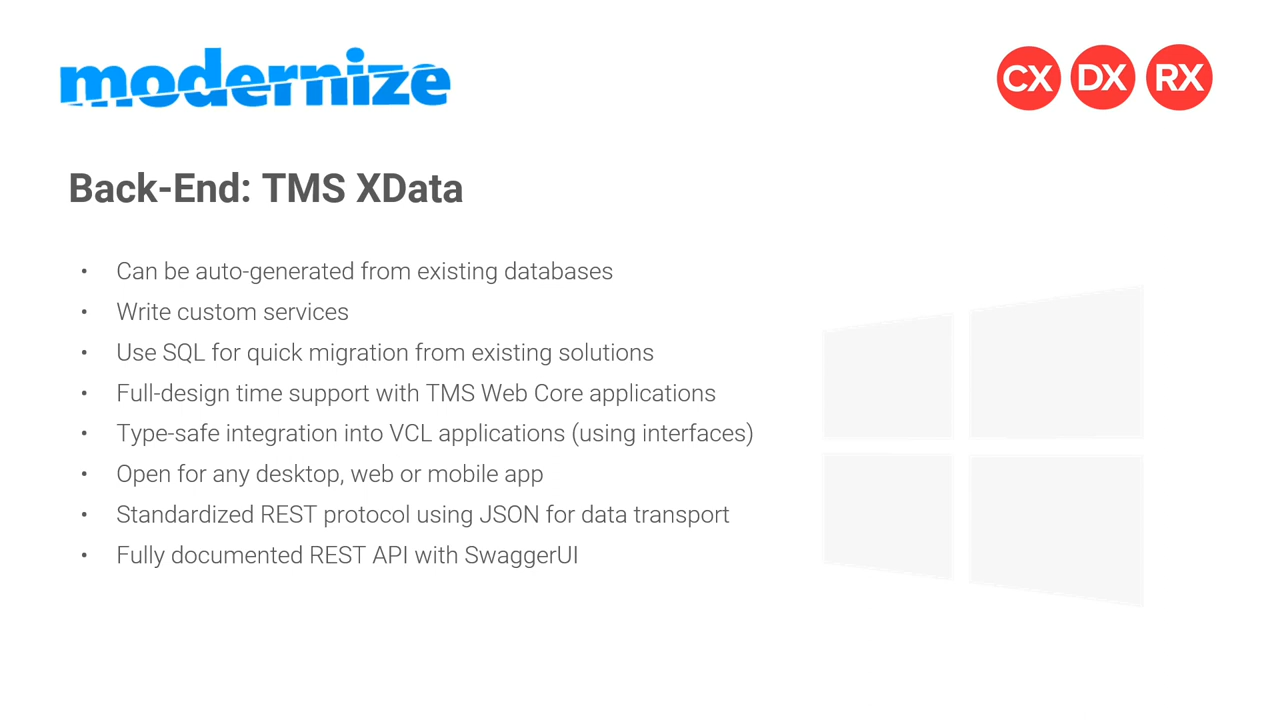 modernize
CX DX RX
Back-End: TMS XData
• Can be auto-generated from existing databases
• Write custom services
• Use SQL for quick migration from existing solutions
• Full-design time support with TMS Web Core applications
• Type-safe integration into VCL applications (using interfaces)
• Open for any desktop, web or mobile app
• Standardized REST protocol using JSON for data transport
• Fully documented REST API with SwaggerUI